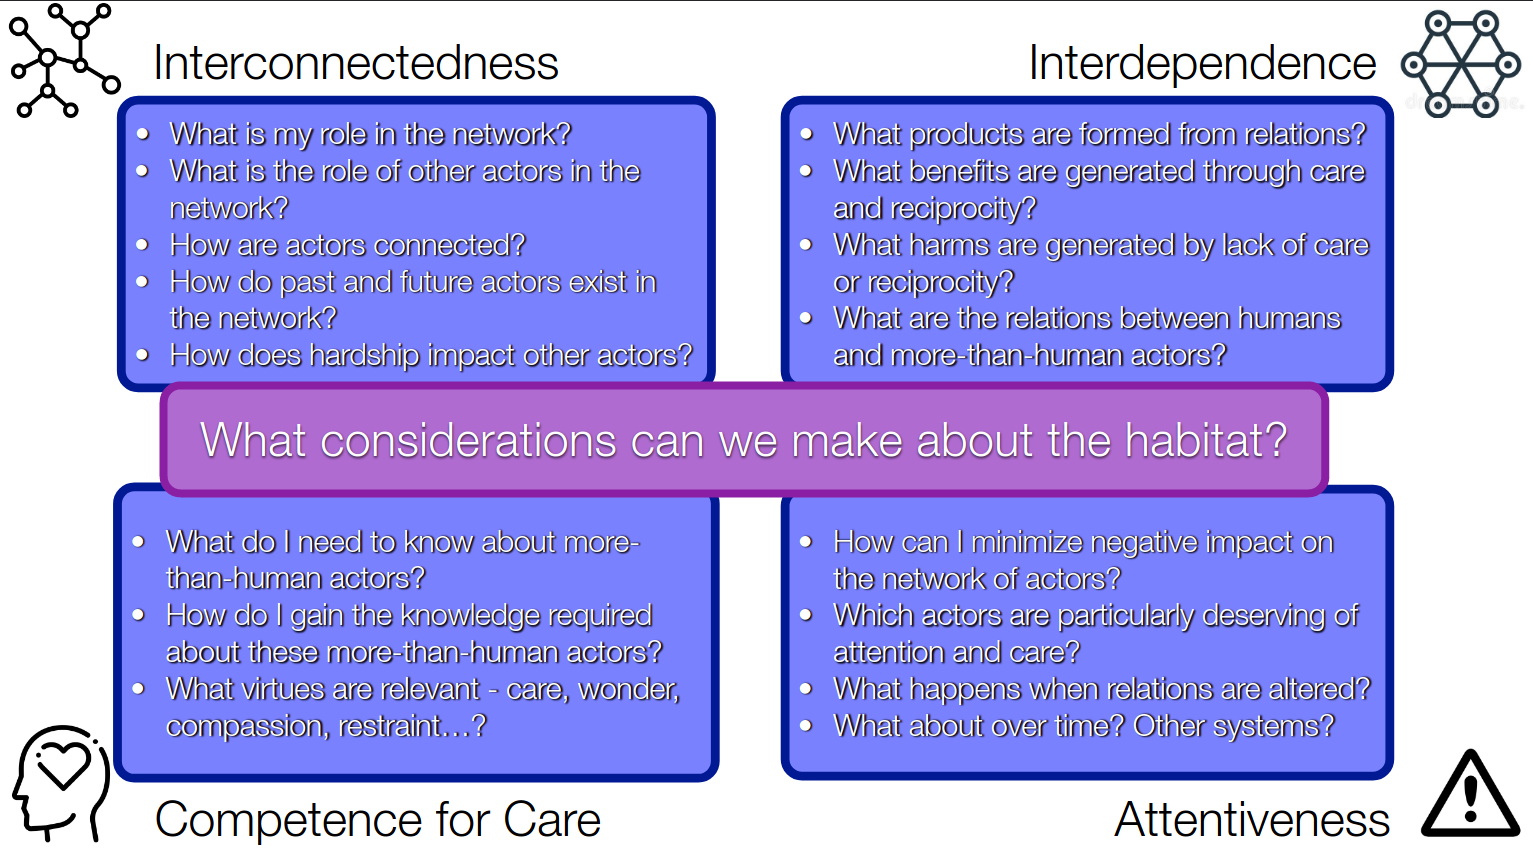 Interconnectedness
• What is my role in the network?
• What is the role of other actors in the
network?
• How are actors connected?
• How do past and future actors exist in
the network?
• How does hardship impact other actors?
Interdependence
• What products are formed from relations?
• What benefits are generated through care
and reciprocity?
• What harms are generated by lack of care
or reciprocity?
• What are the relations between humans
and more-than-human actors?
What considerations can we make about the habitat?
• What do I need to know about more-
than-human actors?
• How do I gain the knowledge required
about these more-than-human actors?
• What virtues are relevant - care, wonder,
compassion, restraint...?
Competence for Care
• How can I minimize negative impact on
the network of actors?
• Which actors are particularly deserving of
attention and care?
• What happens when relations are altered?
• What about over time? Other systems?
Attentiveness